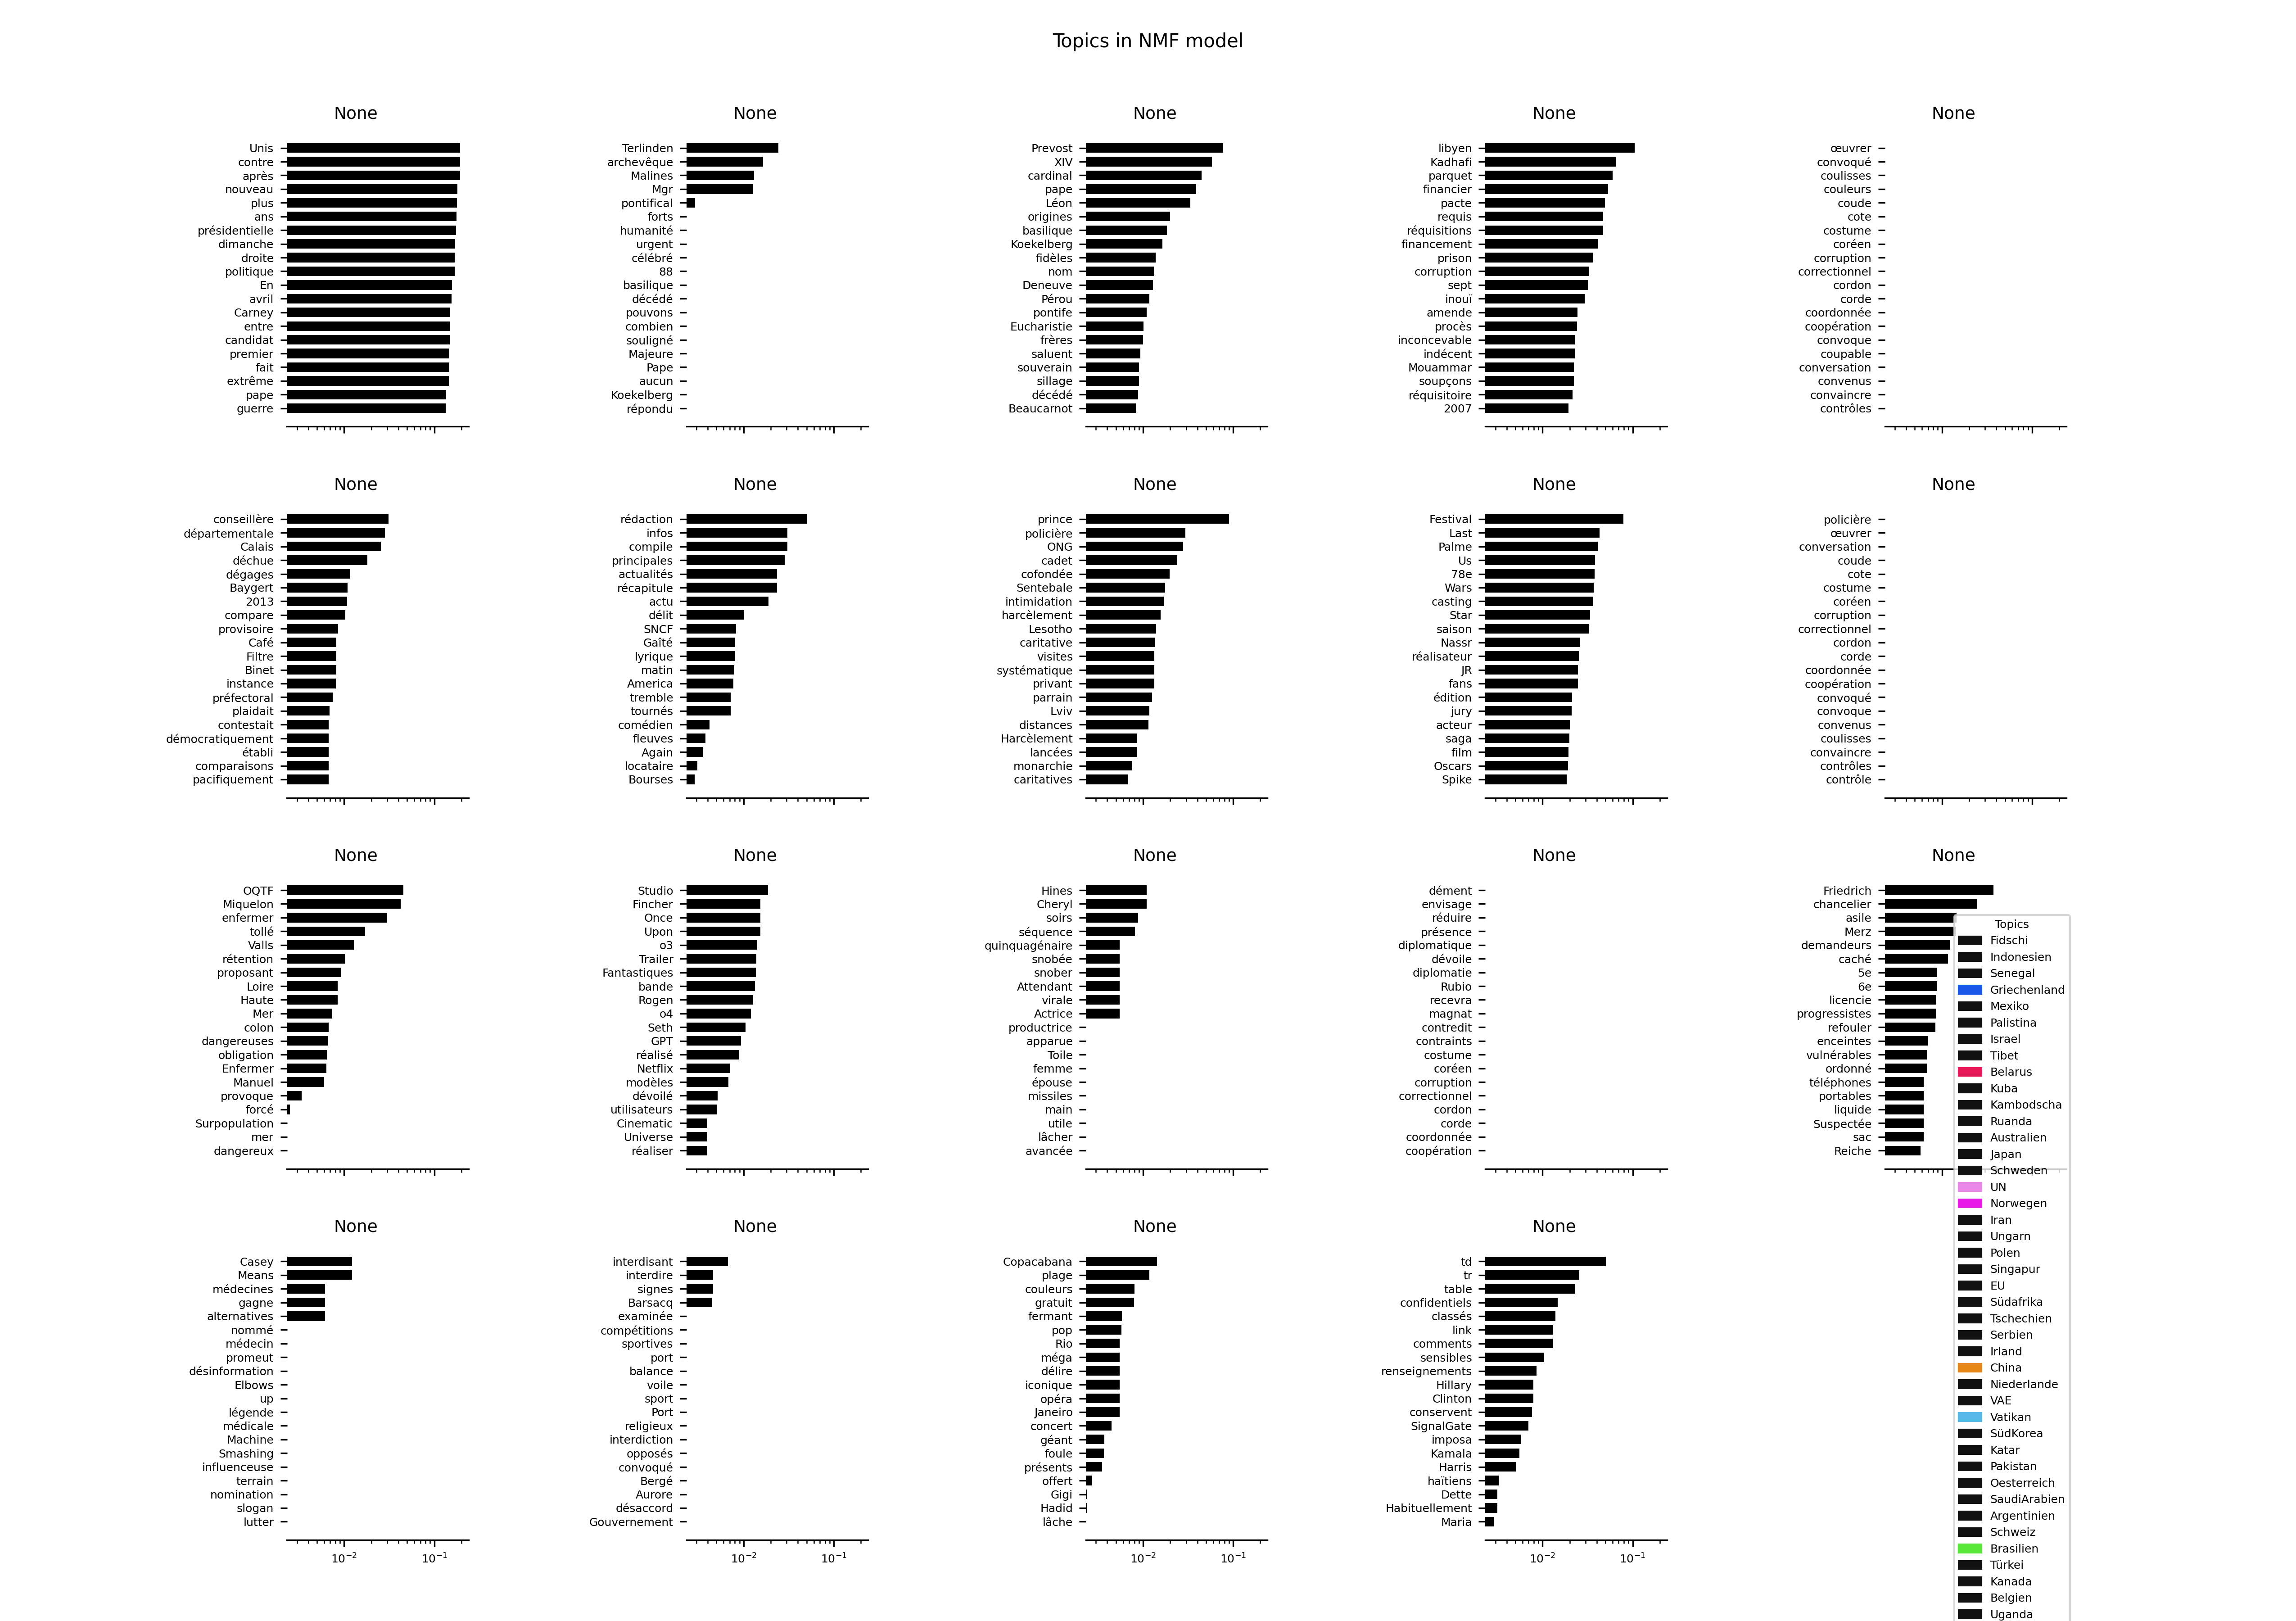 Topics in NMF model
None
Unis
contre
après
nouveau
plus
ans
présidentielle
dimanche
droite
politique
En
avril
Carney
entre
candidat
premier
fait
extrême
pape
guerre
None
Terlinden
archevêque
Malines
Mgr
pontifical
forts
humanité
urgent
célébré
88
basilique
décédé
pouvons
combien
souligné
Majeure
Pape
aucun
Koekelberg
répondu
None
Prevost
XIV
cardinal
pape
Léon
origines
basilique
Koekelberg
fidèles
nom
Deneuve
Pérou
pontife
Eucharistie
frères
saluent
souverain
sillage
décédé
Beaucarnot
None
libyen
Kadhafi
parquet
financier
pacte
requis
réquisitions
financement
prison
corruption
sept
inouï
amende
procès
inconcevable
indécent
Mouammar
soupçons
réquisitoire
2007
None
œuvrer
convoqué
coulisses
couleurs
coude
cote
costume
coréen
corruption
correctionnel
cordon
corde
coordonnée
coopération
convoque
coupable
conversation
convenus
convaincre
contrôles
None
conseillère
départementale
Calais
déchue
dégages
Baygert
2013
compare
provisoire
Café
Filtre
Binet
instance
préfectoral
plaidait
contestait
démocratiquement
établi
comparaisons
pacifiquement
None
rédaction
infos
compile
principales
actualités
récapitule
actu
délit
SNCF
Gaîté
lyrique
matin
America
tremble
tournés
comédien
fleuves
Again
locataire
Bourses
None
prince
policière
ONG
cadet
cofondée
Sentebale
intimidation
harcèlement
Lesotho
caritative
visites
systématique
privant
parrain
Lviv
distances
Harcèlement
lancées
monarchie
caritatives
None
Festival
Last
Palme
Us
78e
Wars
casting
Star
saison
Nassr
réalisateur
JR
fans
édition
jury
acteur
saga
film
Oscars
Spike
None
policière
œuvrer
conversation
coude
cote
costume
coréen
corruption
correctionnel
cordon
corde
coordonnée
coopération
convoqué
convoque
convenus
coulisses
convaincre
contrôles
contrôle
None
OQTF
Miquelon
enfermer
tollé
Valls
rétention
proposant
Loire
Haute
Mer
colon
dangereuses
obligation
Enfermer
Manuel
provoque
forcé
Surpopulation
mer
dangereux
None
Studio
Fincher
Once
Upon
o3
Trailer
Fantastiques
bande
Rogen
o4
Seth
GPT
réalisé
Netflix
modèles
dévoilé
utilisateurs
Cinematic
Universe
réaliser
None
Hines
Cheryl
soirs
séquence
quinquagénaire
snobée
snober
Attendant
virale
Actrice
productrice
apparue
Toile
femme
épouse
missiles
main
utile
lâcher
avancée
None
dément
envisage
réduire
présence
diplomatique
dévoile
diplomatie
Rubio
recevra
magnat
contredit
contraints
costume
coréen
corruption
correctionnel
cordon
corde
coordonnée
coopération
None
Friedrich
chancelier
asile
Merz
demandeurs
caché
5e
6e
licencie
progressistes
refouler
enceintes
vulnérables
ordonné
téléphones
portables
liquide
Suspectée
sac
Reiche
None
Casey
Means
médecines
gagne
alternatives
nommé
médecin
promeut
désinformation
Elbows
up
légende
médicale
Machine
Smashing
influenceuse
terrain
nomination
slogan
lutter
10⁻² 10⁻¹
None
interdisant
interdire
signes
Barsacq
examinée
compétitions
sportives
port
balance
voile
sport
Port
religieux
interdiction
opposés
convoqué
Bergé
Aurore
désaccord
Gouvernement
10⁻² 10⁻¹
None
Copacabana
plage
couleurs
gratuit
fermant
pop
Rio
méga
délire
iconique
opéra
Janeiro
concert
géant
foule
présents
offert
Gigi
Hadid
lâche
10⁻² 10⁻¹
None
td
tr
table
confidentiels
classés
link
comments
sensibles
renseignements
Hillary
Clinton
conservent
SignalGate
imposa
Kamala
Harris
haïtiens
Dette
Habituellement
Maria
10⁻² 10⁻¹
Topics
Fidschi
Indonesien
Senegal
Griechenland
Mexiko
Palistina
Israel
Tibet
Belarus
Kuba
Kambodscha
Ruanda
Australien
Japan
Schweden
UN
Norwegen
Iran
Ungarn
Polen
Singapur
EU
Südafrika
Tschechien
Serbien
Irland
China
Niederlande
VAE
Vatikan
SüdKorea
Katar
Pakistan
Oesterreich
SaudiArabien
Argentinien
Schweiz
Brasilien
Türkei
Kanada
Belgien
Uganda